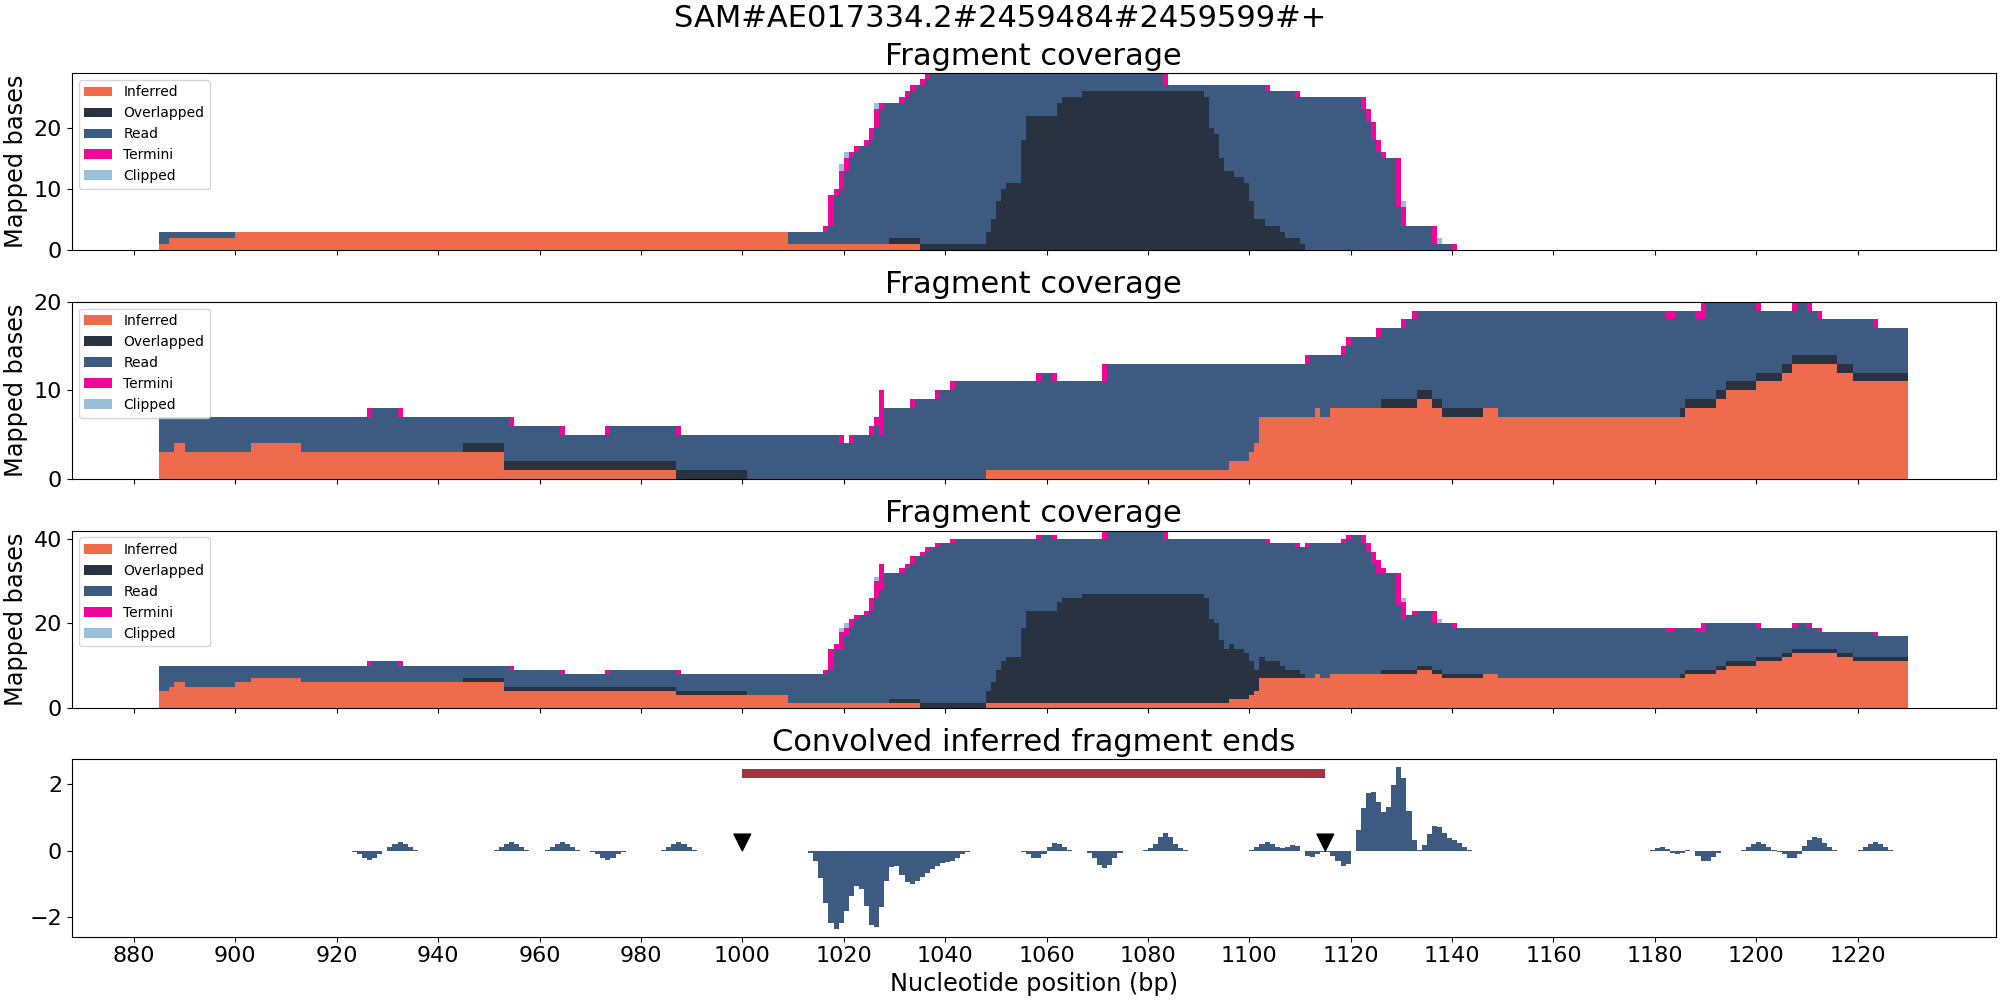 SAM#AE017334.2#2459484#2459599#+
Fragment coverage
Mapped bases
20
10
0
Inferred
Overlapped
Read
Termini
Clipped
Fragment coverage
Mapped bases
20
10
0
Inferred
Overlapped
Read
Termini
Clipped
Fragment coverage
Mapped bases
40
20
0
Inferred
Overlapped
Read
Termini
Clipped
Convolved inferred fragment ends
2
0
−2
880 900 920 940 960 980 1000 1020 1040 1060 1080 1100 1120 1140 1160 1180 1200 1220
Nucleotide position (bp)